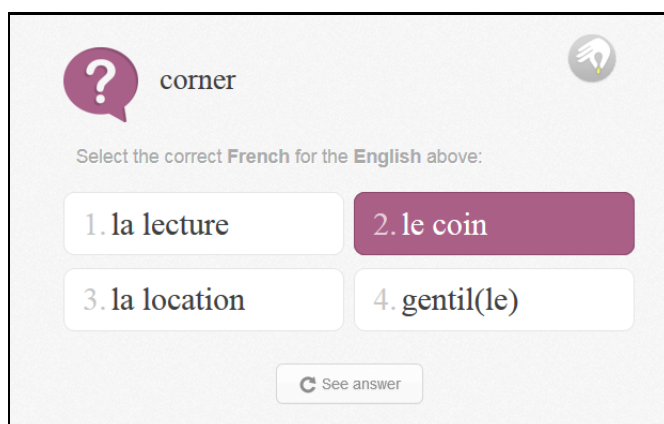 ?
corner
Select the correct French for the English above:
1. la lecture
2. le coin
3. la location
4. gentil(le)
See answer